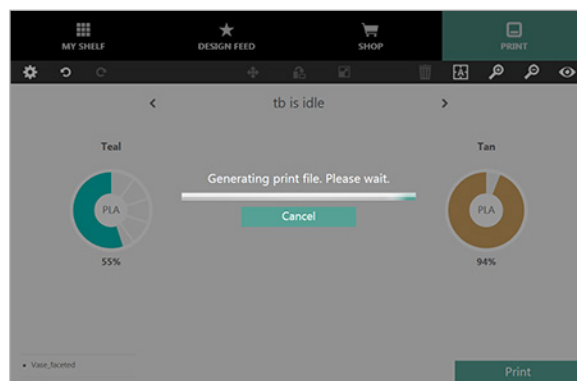 MY SHELF
DESIGN FEED
SHOP
PRINT
A
tb is idle
Teal
Tan
Generating print file. Please wait.
PLA
PLA
Cancel
55%
94%
Vase_faceted
Print